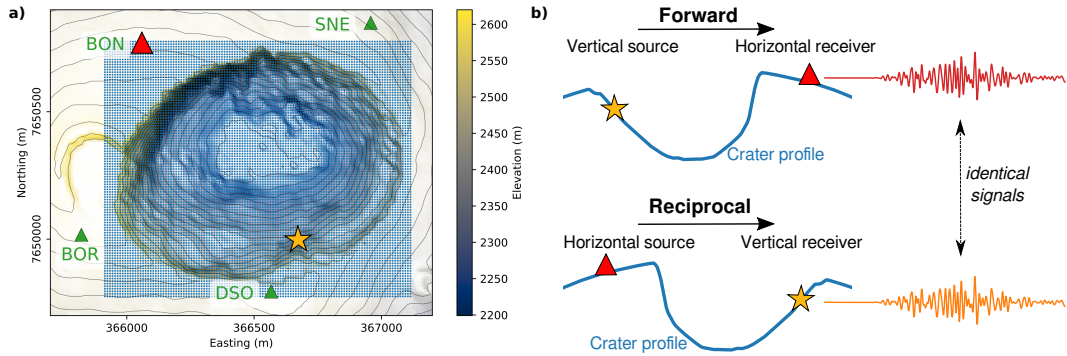 a)
SNE
BON
BOR
DSO
Northing (m)
7650500
7650000
366000
366500
367000
Easting (m)
2600
2550
2500
2450
2400
2350
2300
2250
2200
Elevation (m)
b)
Forward
Vertical source
Horizontal receiver
Crater profile
identical
signals
Reciprocal
Horizontal source
Vertical receiver
Crater profile